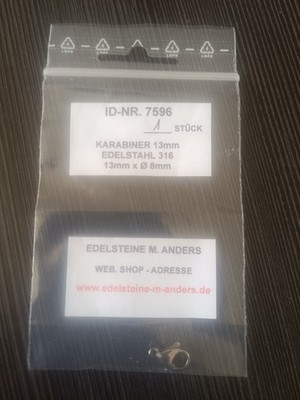 ID-NR. 7596
1 STÜCK
KARABINER 13mm
EDELSTAHL 316
13mm x Ø 8mm
EDELSTEINE M. ANDERS
WEB. SHOP - ADRESSE
www.edelsteine-m-anders.de